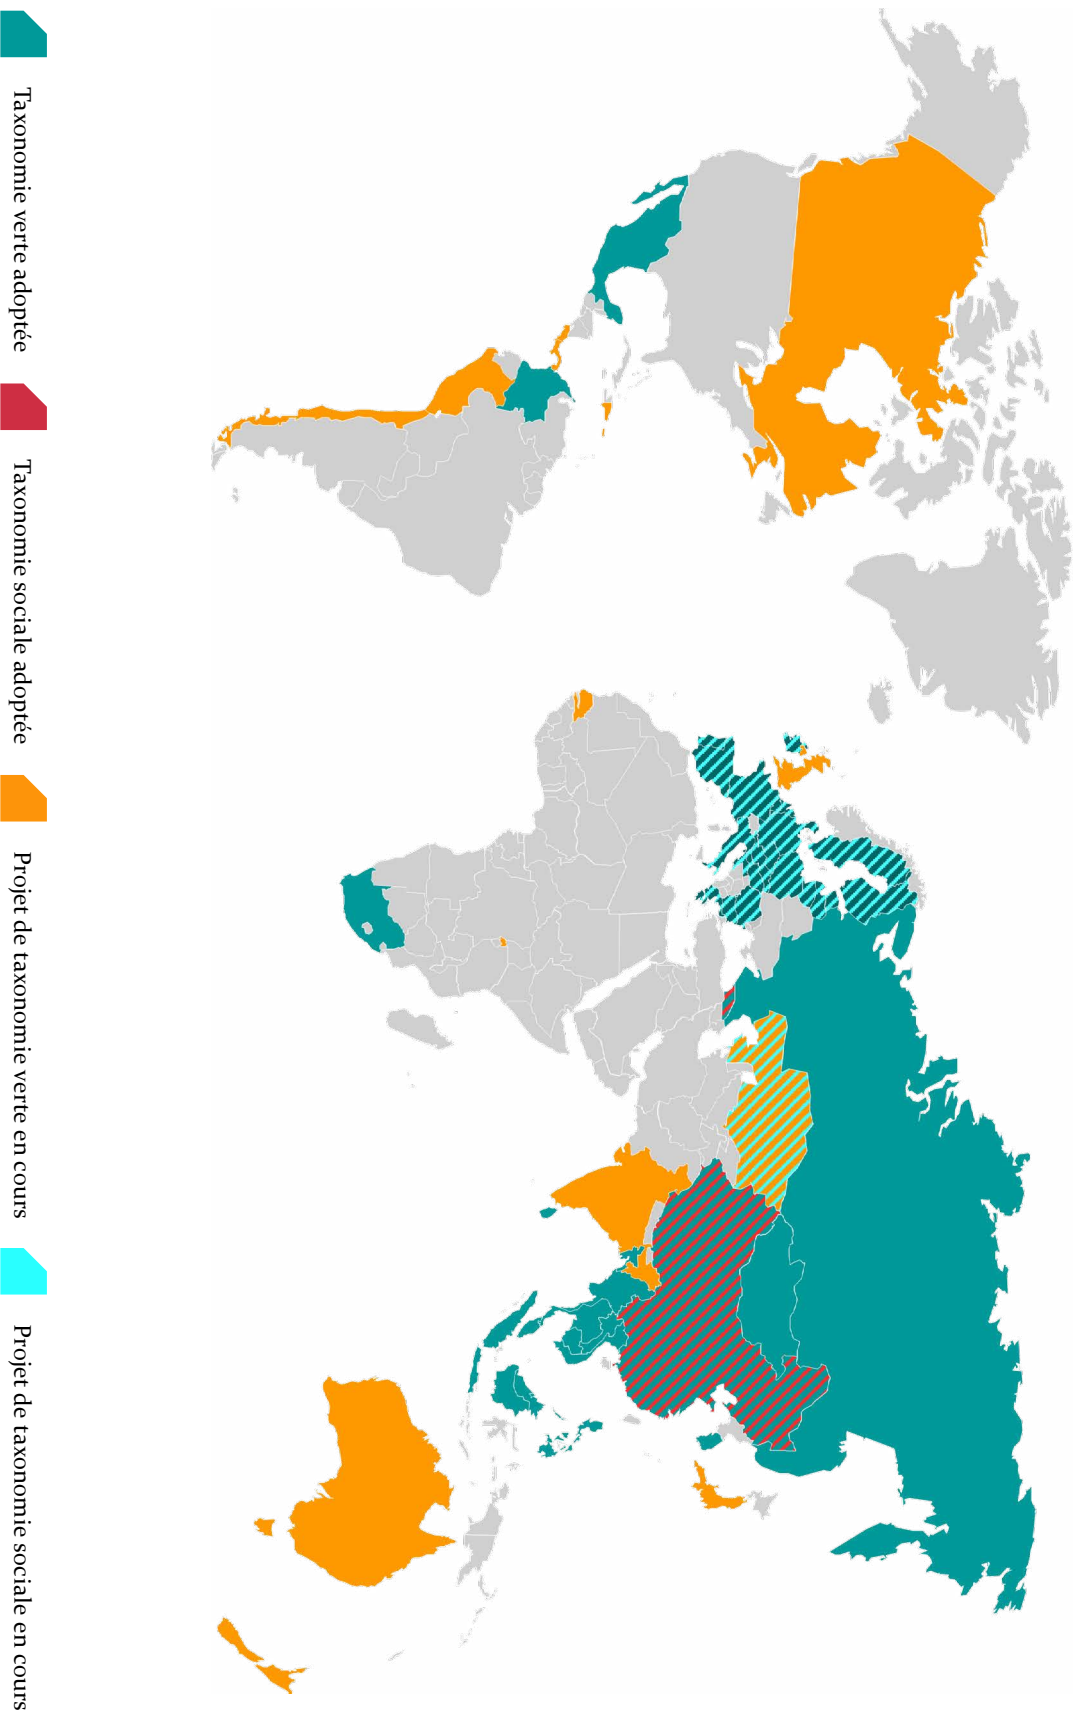 Taxonomie verte adoptée
Taxonomie sociale adoptée
Projet de taxonomie verte en cours
Projet de taxonomie sociale en cours